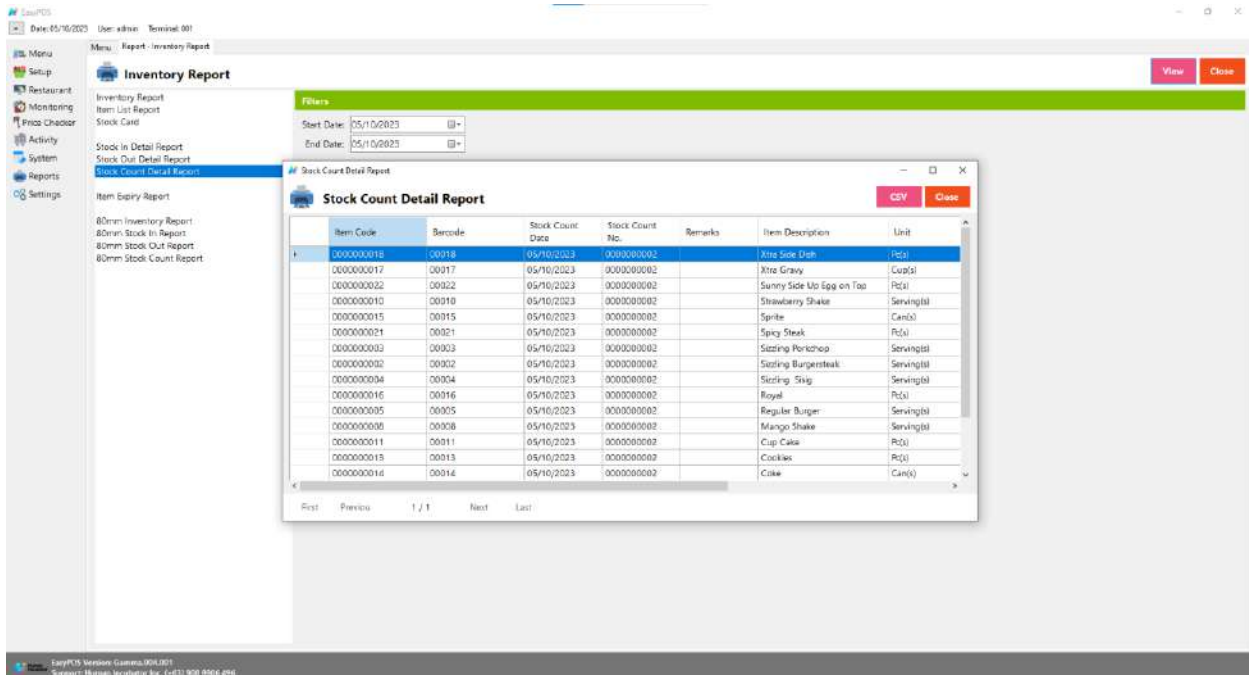 EasyPOS
Date: 05/10/2023 User: admin Terminal: 001
Menu
Setup
Restaurant
Monitoring
Price Checker
Activity
System
Reports
Settings
Menu Report - Inventory Report
Inventory Report
View Close
Inventory Report
Item List Report
Stock Card
Stock In Detail Report
Stock Out Detail Report
Stock Count Detail Report
Item Expiry Report
80mm Inventory Report
80mm Stock In Report
80mm Stock Out Report
80mm Stock Count Report
Filters
Start Date: 05/10/2023
End Date: 05/10/2023
Stock Count Detail Report
Stock Count Detail Report
CSV Close
Item Code Barcode Stock Count Date Stock Count No. Remarks Item Description Unit
0000000018 00018 05/10/2023 0000000002 Xtra Side Dish Pc(s)
0000000017 00017 05/10/2023 0000000002 Xtra Gravy Cup(s)
0000000022 00022 05/10/2023 0000000002 Sunny Side Up Egg on Top Pc(s)
0000000010 00010 05/10/2023 0000000002 Strawberry Shake Serving(s)
0000000015 00015 05/10/2023 0000000002 Sprite Can(s)
0000000021 00021 05/10/2023 0000000002 Spicy Steak Pc(s)
0000000003 00003 05/10/2023 0000000002 Sizzling Porkchop Serving(s)
0000000002 00002 05/10/2023 0000000002 Sizzling Burgersteak Serving(s)
0000000004 00004 05/10/2023 0000000002 Sizzling Sisig Serving(s)
0000000016 00016 05/10/2023 0000000002 Royal Pc(s)
0000000005 00005 05/10/2023 0000000002 Regular Burger Serving(s)
0000000008 00008 05/10/2023 0000000002 Mango Shake Serving(s)
0000000011 00011 05/10/2023 0000000002 Cup Cake Pc(s)
0000000013 00013 05/10/2023 0000000002 Cookies Pc(s)
0000000014 00014 05/10/2023 0000000002 Coke Can(s)
First Previou 1 / 1 Next Last
EasyPOS Version: Gamma.004.001
Support: Human Incubator Inc.